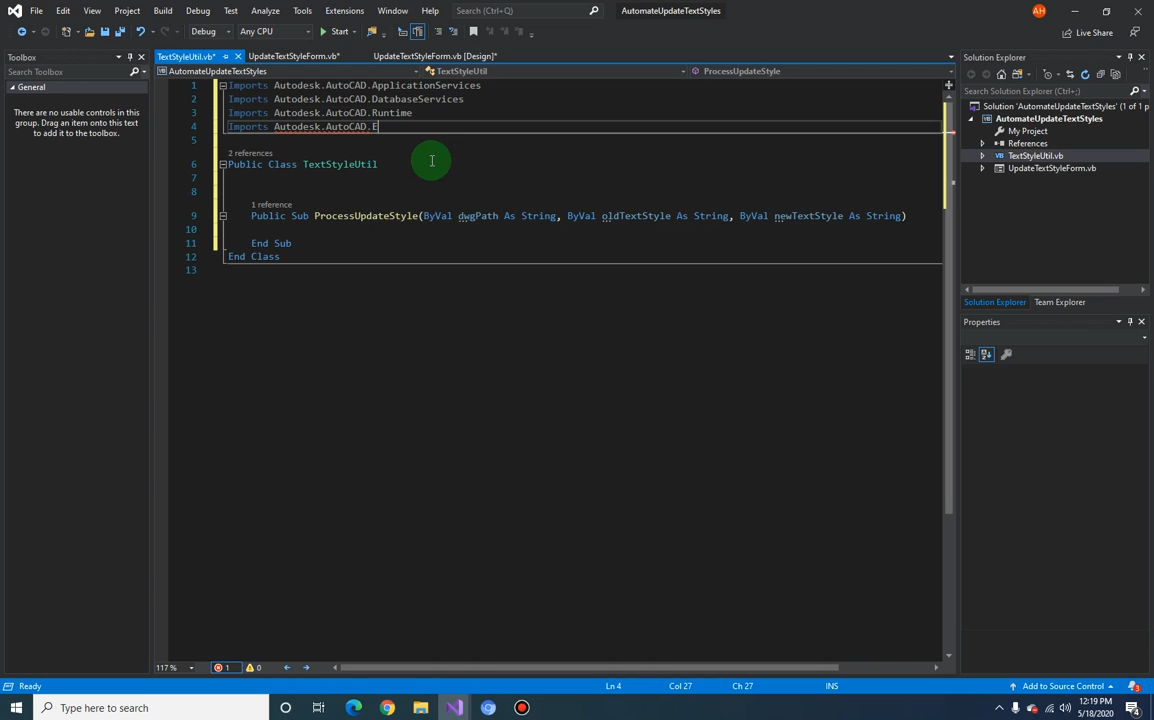 File Edit View Project Build Debug Test Analyze Tools Extensions Window Help Search (Ctrl+Q) AutomateUpdateTextStyles AH
Debug Any CPU Start Live Share
Toolbox
Search Toolbox
General
There are no usable controls in this
group. Drag an item onto this text
to add it to the toolbox.
TextStyleUtil.vb* UpdateTextStyleForm.vb* UpdateTextStyleForm.vb [Design]*
AutomateUpdateTextStyles TextStyleUtil ProcessUpdateStyle
1 Imports Autodesk.AutoCAD.ApplicationServices
2 Imports Autodesk.AutoCAD.DatabaseServices
3 Imports Autodesk.AutoCAD.Runtime
4 Imports Autodesk.AutoCAD.E
5
2 references
6 Public Class TextStyleUtil
7
8
1 reference
9 Public Sub ProcessUpdateStyle(ByVal dwgPath As String, ByVal oldTextStyle As String, ByVal newTextStyle As String)
10
11 End Sub
12 End Class
13
117 % 1 0
Solution Explorer
Search Solution Explorer (Ctrl+;)
Solution 'AutomateUpdateTextStyles' (1 of 1 p
AutomateUpdateTextStyles
My Project
References
VB TextStyleUtil.vb
UpdateTextStyleForm.vb
Solution Explorer Team Explorer
Properties
Ready Ln 4 Col 27 Ch 27 INS Add to Source Control 3
Type here to search
12:19 PM
5/18/2020
4